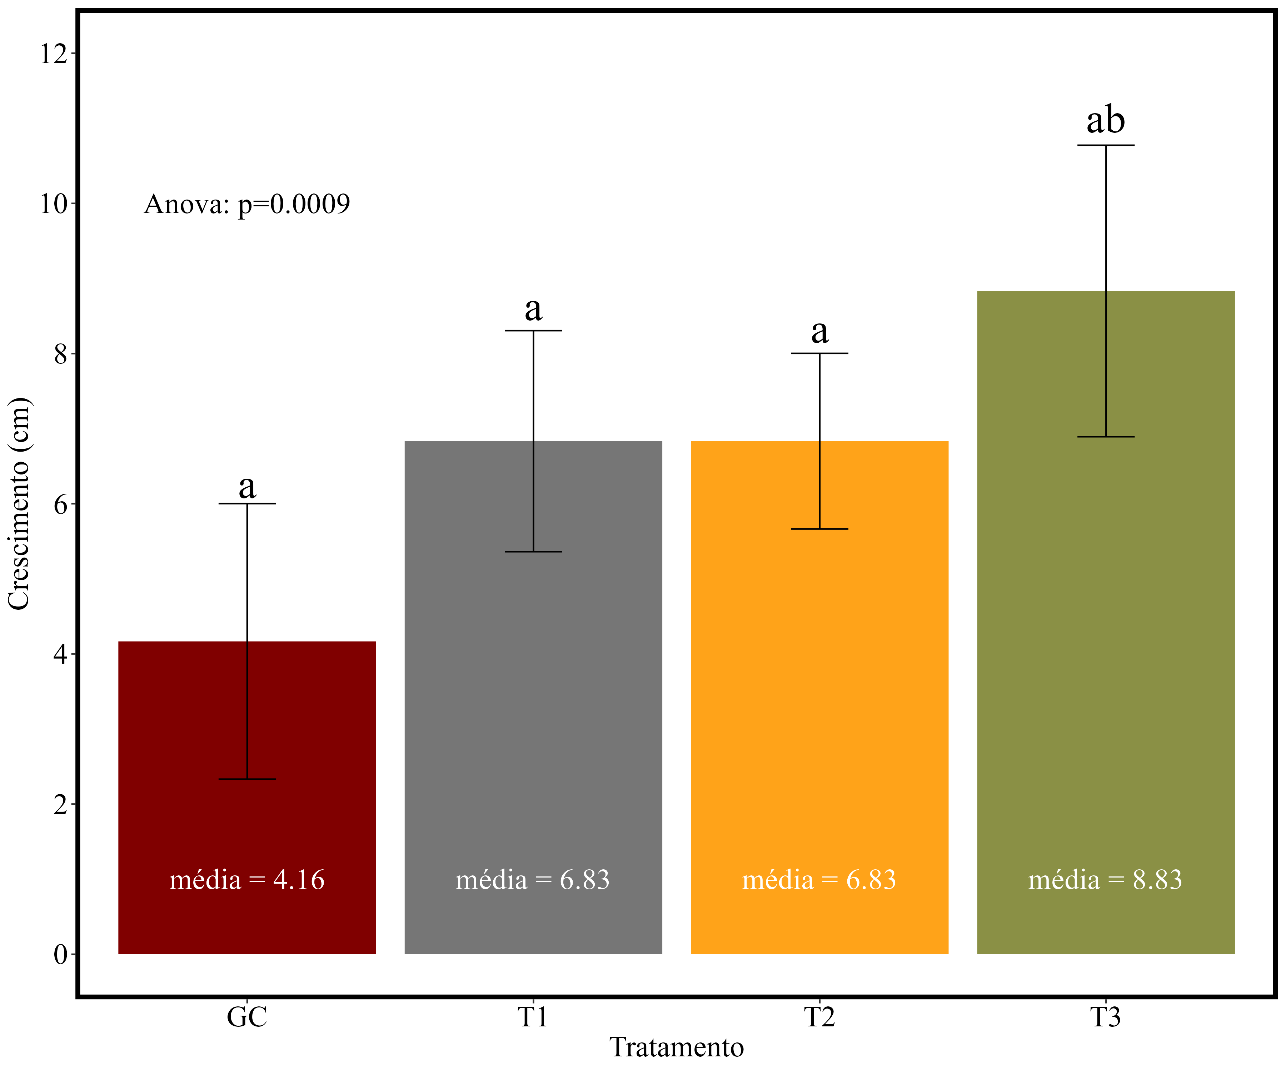 12
ab
Anova: p=0.0009
10
a
a
8
a
6
Crescimento (cm)
4
2
média = 4.16
média = 6.83
média = 6.83
média = 8.83
0
GC
T1
T2
T3
Tratamento